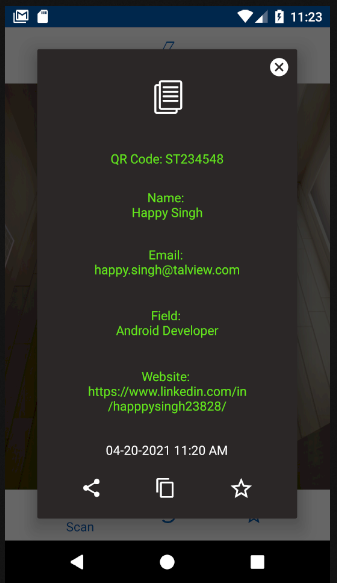 11:23
QR Code: ST234548
Name:
Happy Singh
Email:
happy.singh@talview.com
Field:
Android Developer
Website:
https://www.linkedin.com/in
/happpysingh23828/
04-20-2021 11:20 AM
Scan